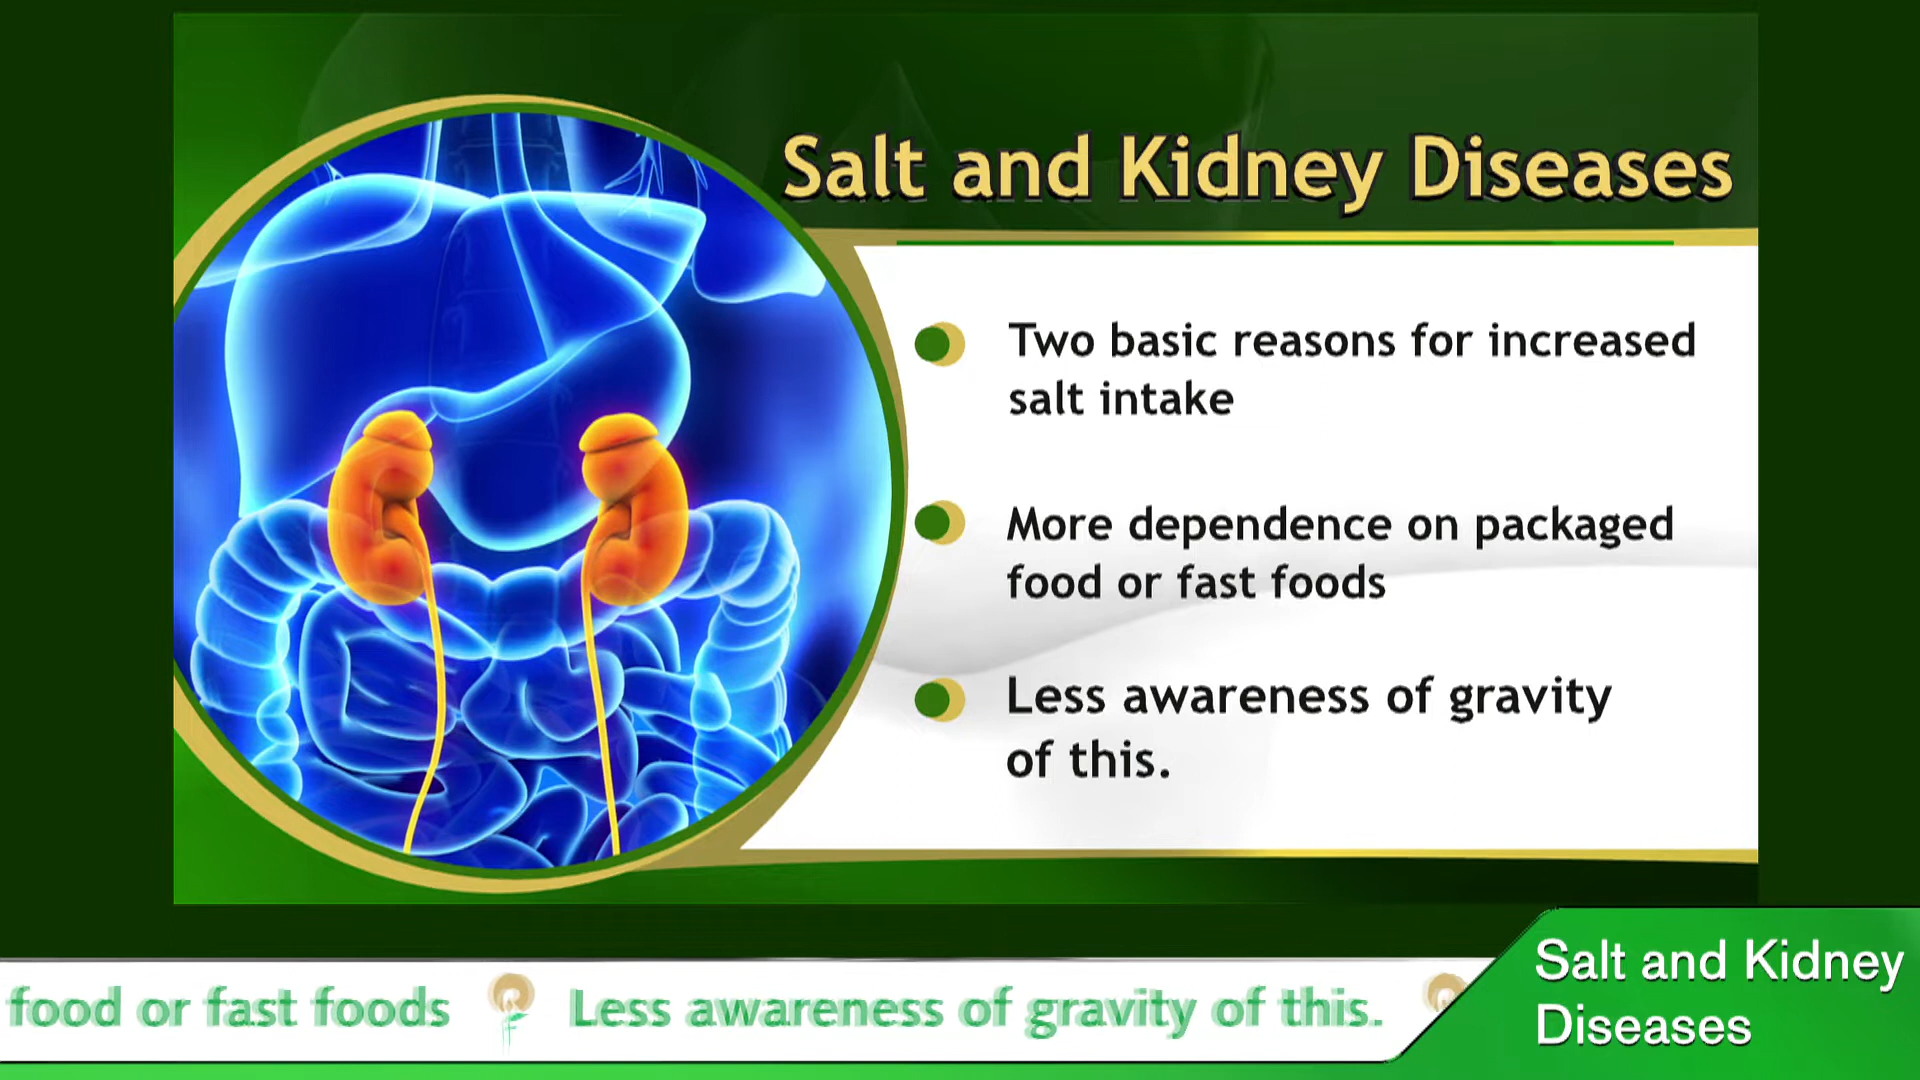 Salt and Kidney Diseases
Two basic reasons for increased
salt intake
More dependence on packaged
food or fast foods
Less awareness of gravity
of this.
food or fast foods
Less awareness of gravity of this.
Salt and Kidney
Diseases